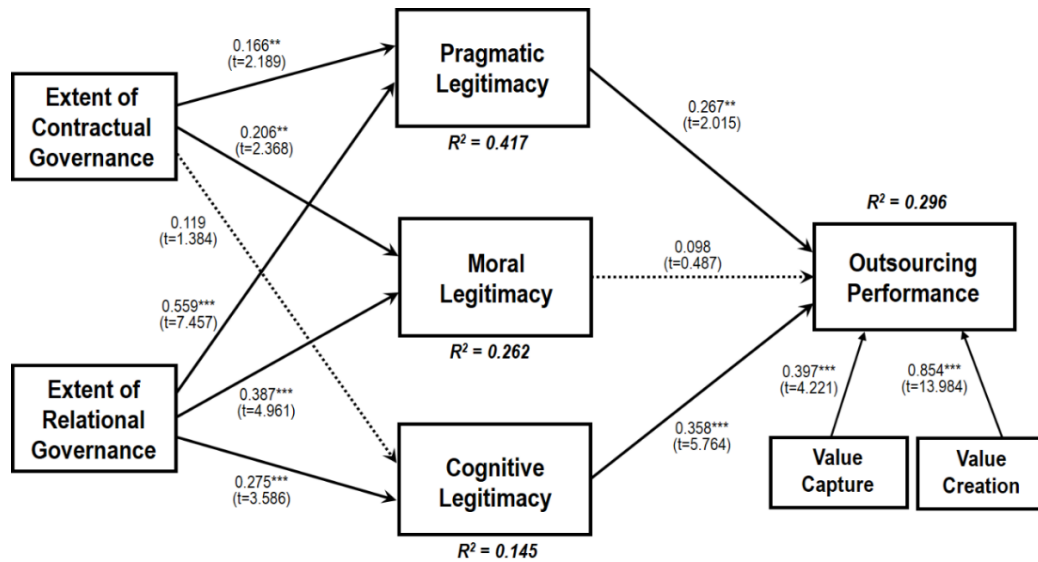 Extent of
Contractual
Governance
Extent of
Relational
Governance
0.166**
(t=2.189)
0.206**
(t=2.368)
0.119
(t=1.384)
0.559***
(t=7.457)
0.387***
(t=4.961)
0.275***
(t=3.586)
Pragmatic
Legitimacy
R² = 0.417
Moral
Legitimacy
R² = 0.262
Cognitive
Legitimacy
R² = 0.145
0.267**
(t=2.015)
0.098
(t=0.487)
0.358***
(t=5.764)
R² = 0.296
Outsourcing
Performance
0.397***
(t=4.221)
0.854***
(t=13.984)
Value
Capture
Value
Creation